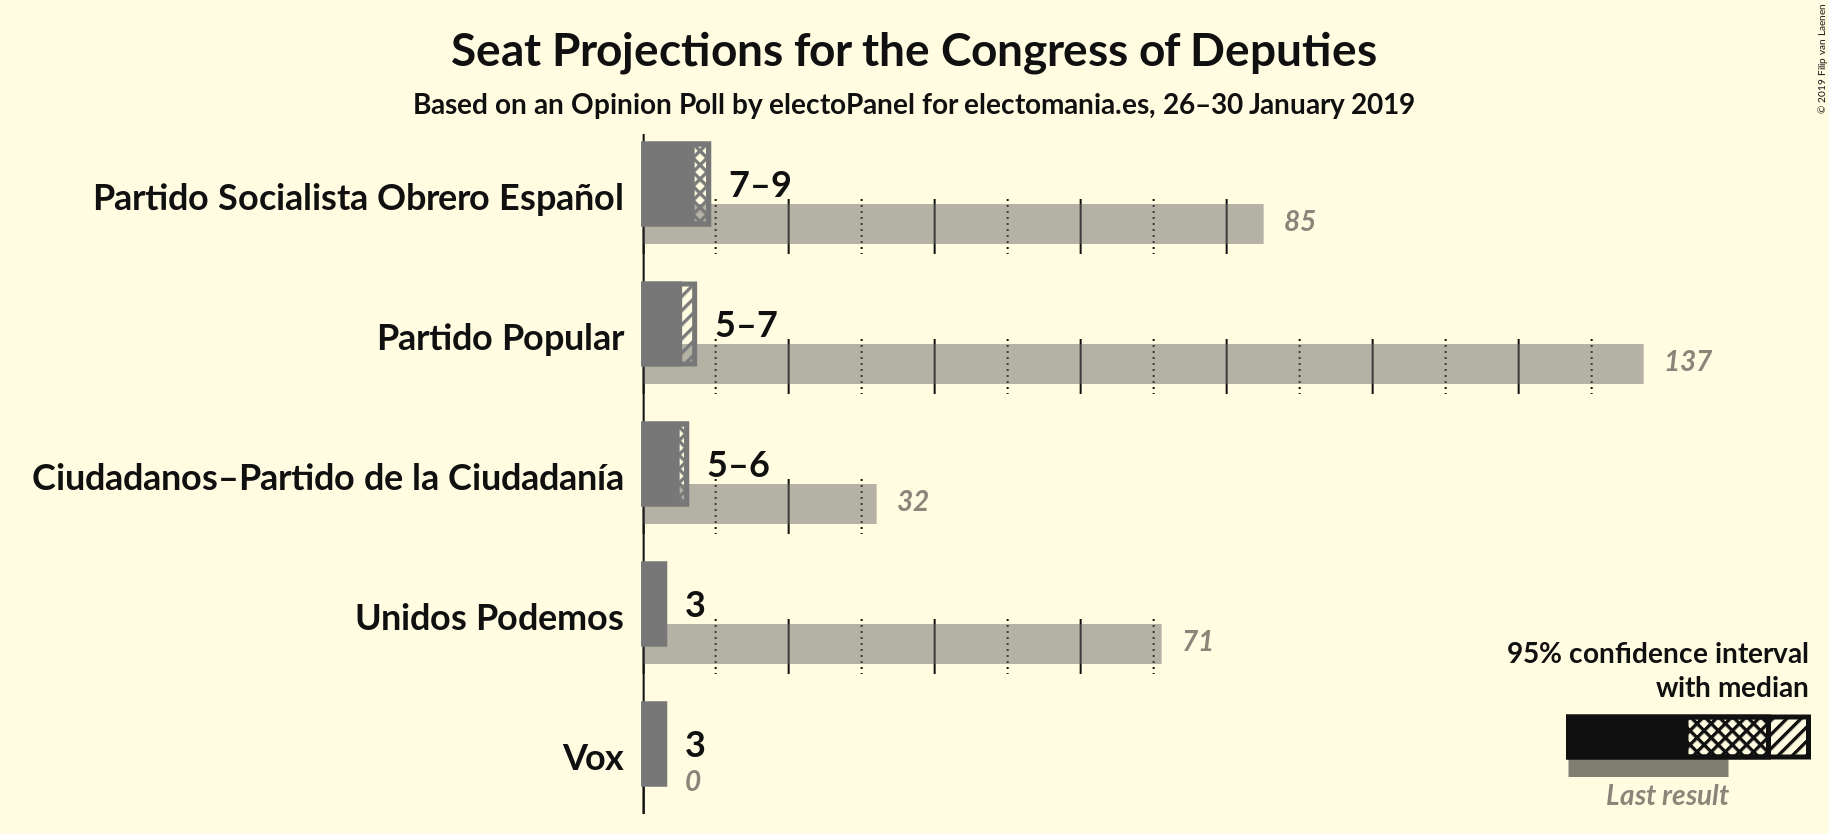 Seat Projections for the Congress of Deputies
Based on an Opinion Poll by electoPanel for electomania.es, 26–30 January 2019
© 2019 Filip van Laenen
Partido Socialista Obrero Español
7–9
85
Partido Popular
5–7
137
Ciudadanos–Partido de la Ciudadanía
5–6
32
Unidos Podemos
3
71
Vox
3
0
95% confidence interval
with median
Last result